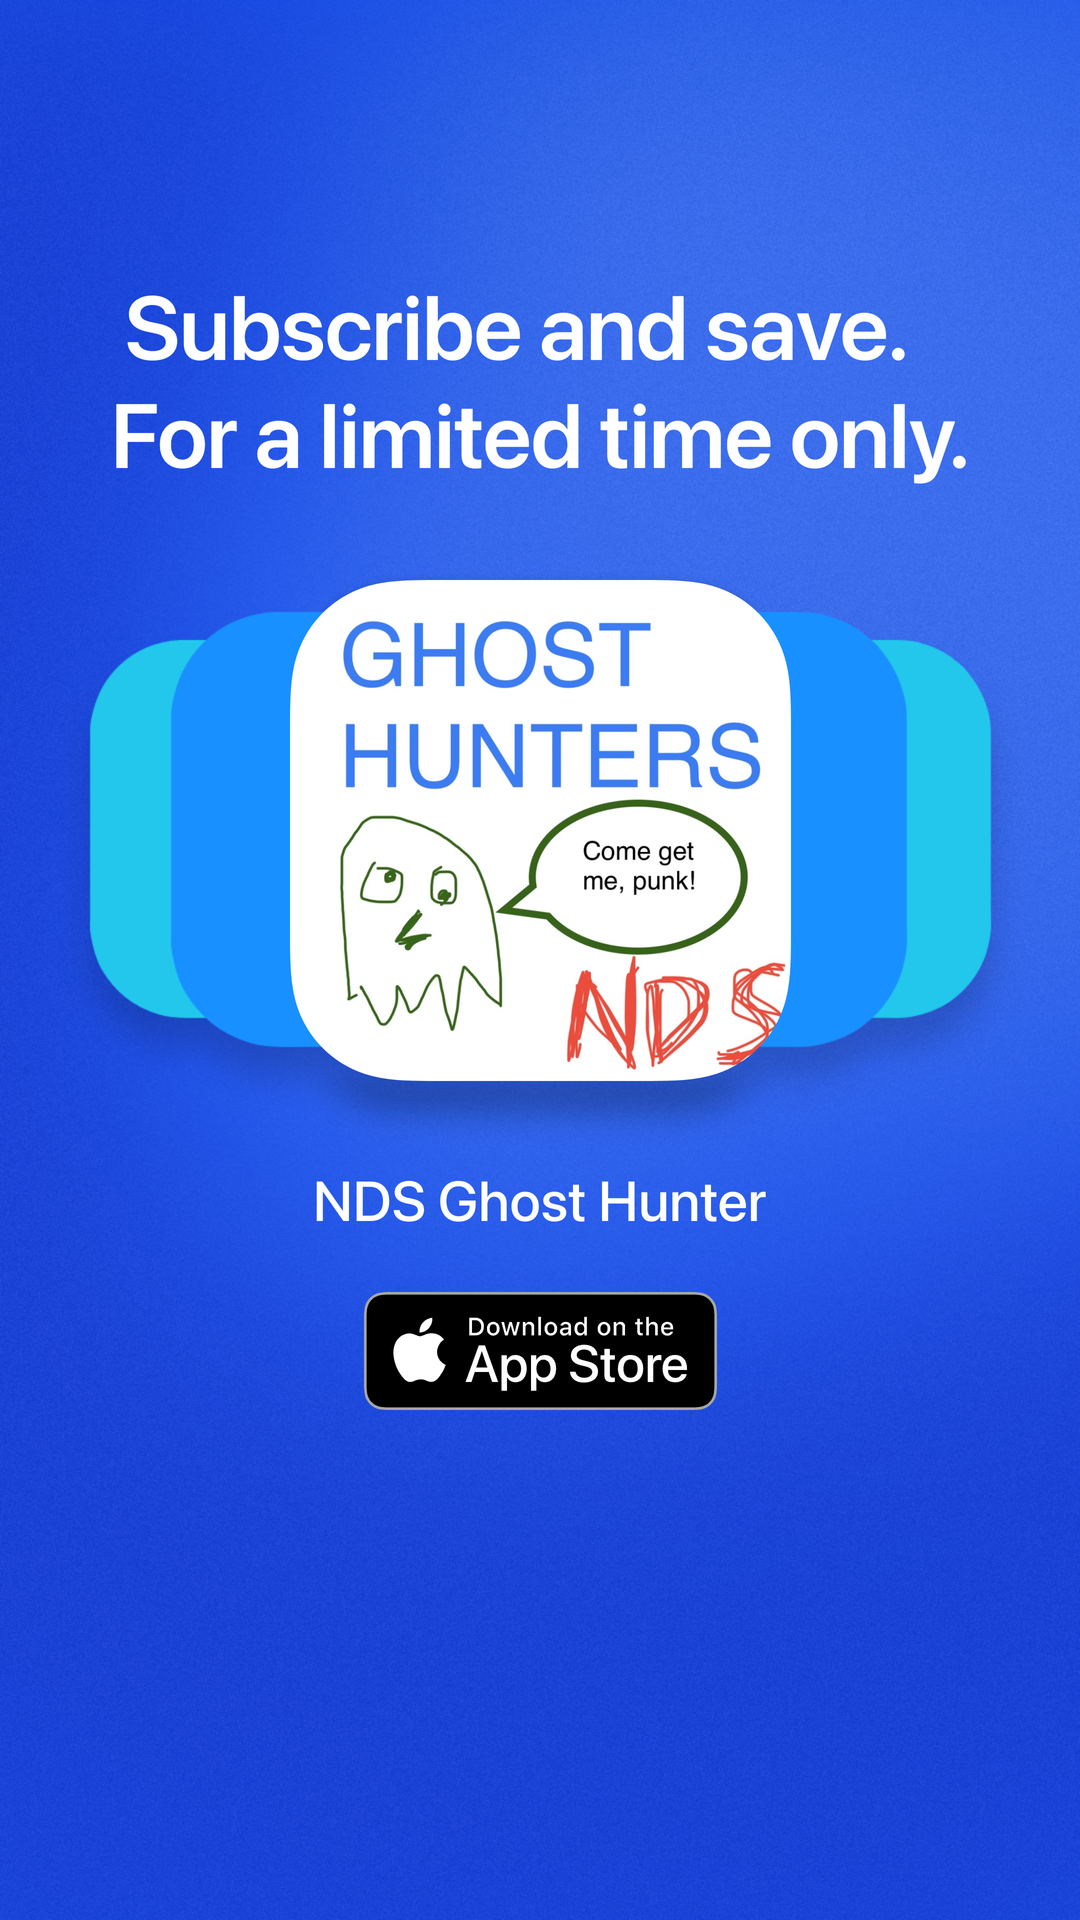 Subscribe and save.
For a limited time only.
GHOST
HUNTERS
Come get
me, punk!
NDS
NDS Ghost Hunter
Download on the
App Store